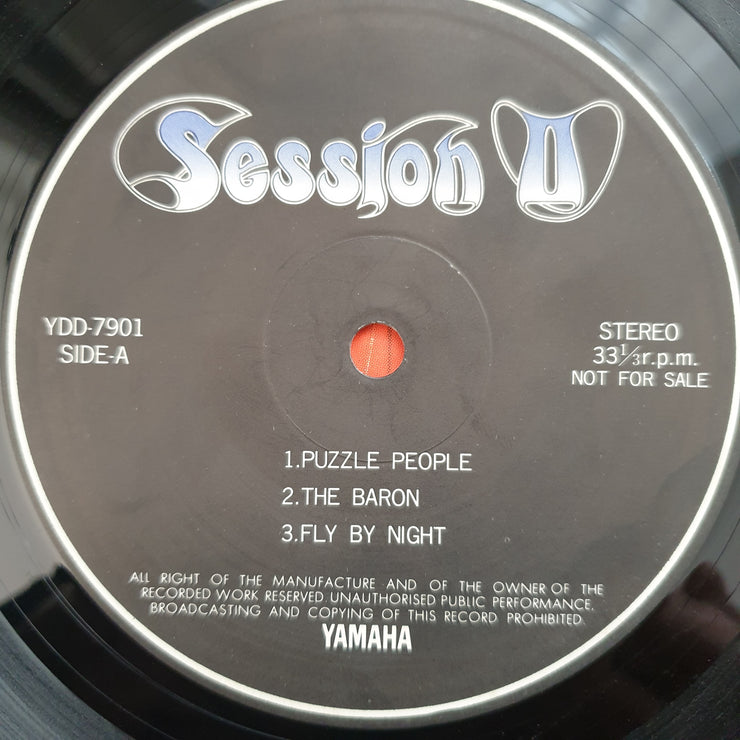 Session II
YDD-7901
SIDE-A
STEREO
33⅓r.p.m.
NOT FOR SALE
1.PUZZLE PEOPLE
2.THE BARON
3.FLY BY NIGHT
ALL RIGHT OF THE MANUFACTURE AND OF THE OWNER OF THE
RECORDED WORK RESERVED. UNAUTHORISED PUBLIC PERFORMANCE.
BROADCASTING AND COPYING OF THIS RECORD PROHIBITED
YAMAHA